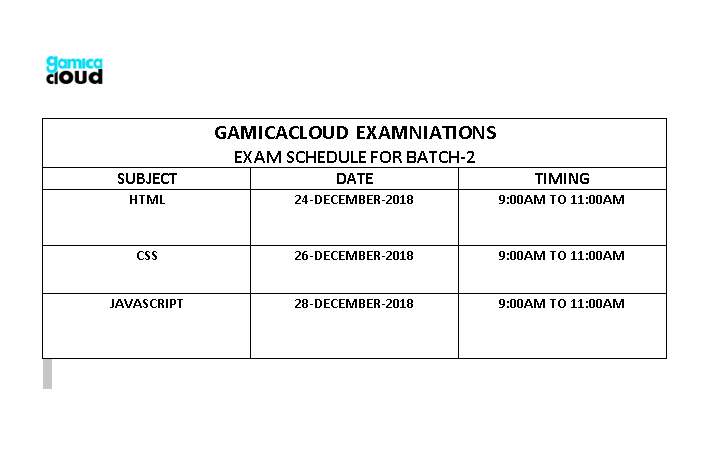 gamica
cloud
GAMICACLOUD EXAMNIATIONS
EXAM SCHEDULE FOR BATCH-2
SUBJECT DATE TIMING
HTML 24-DECEMBER-2018 9:00AM TO 11:00AM
CSS 26-DECEMBER-2018 9:00AM TO 11:00AM
JAVASCRIPT 28-DECEMBER-2018 9:00AM TO 11:00AM